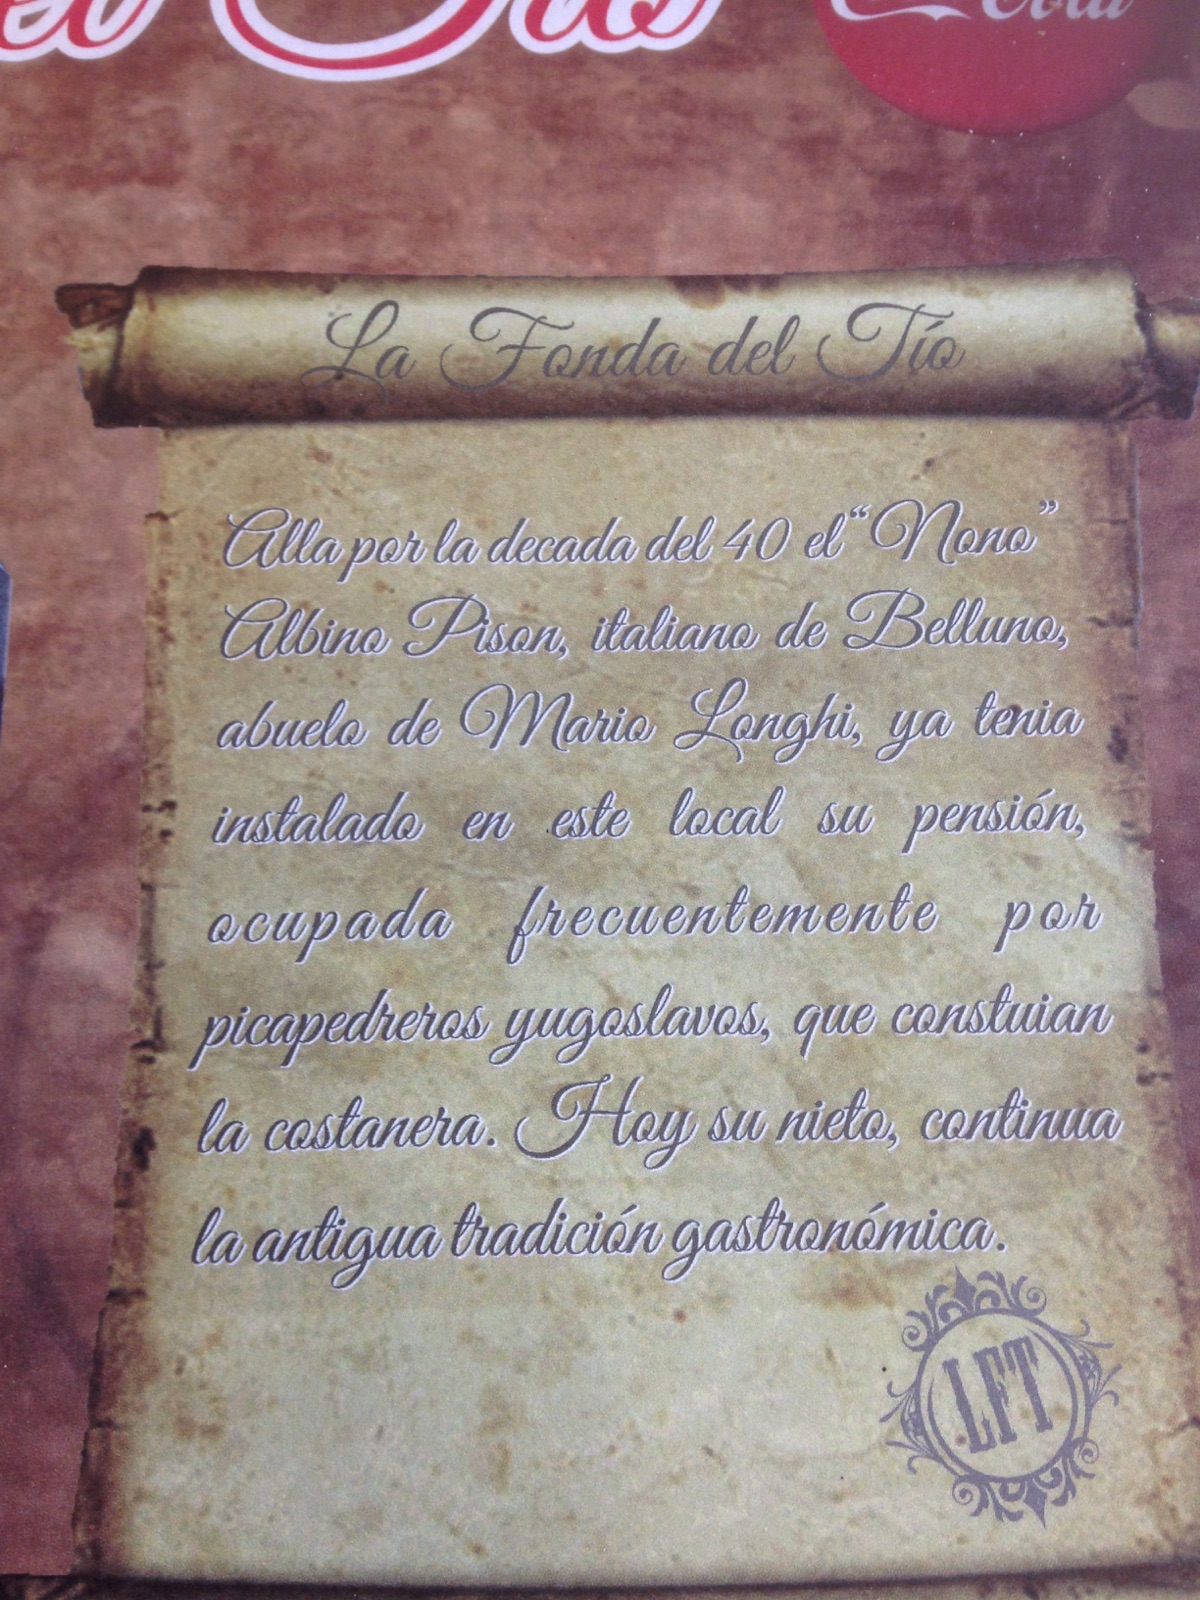 Cola
La Fonda del Tío
Alla por la decada del 40 el “Nono”
Albino Pison, italiano de Belluno,
abuelo de Mario Longhi, ya tenia
instalado en este local su pensión,
ocupada frecuentemente por
picapedreros yugoslavos, que constuian
la costanera. Hoy su nieto, continua
la antigua tradición gastronómica.
LFT